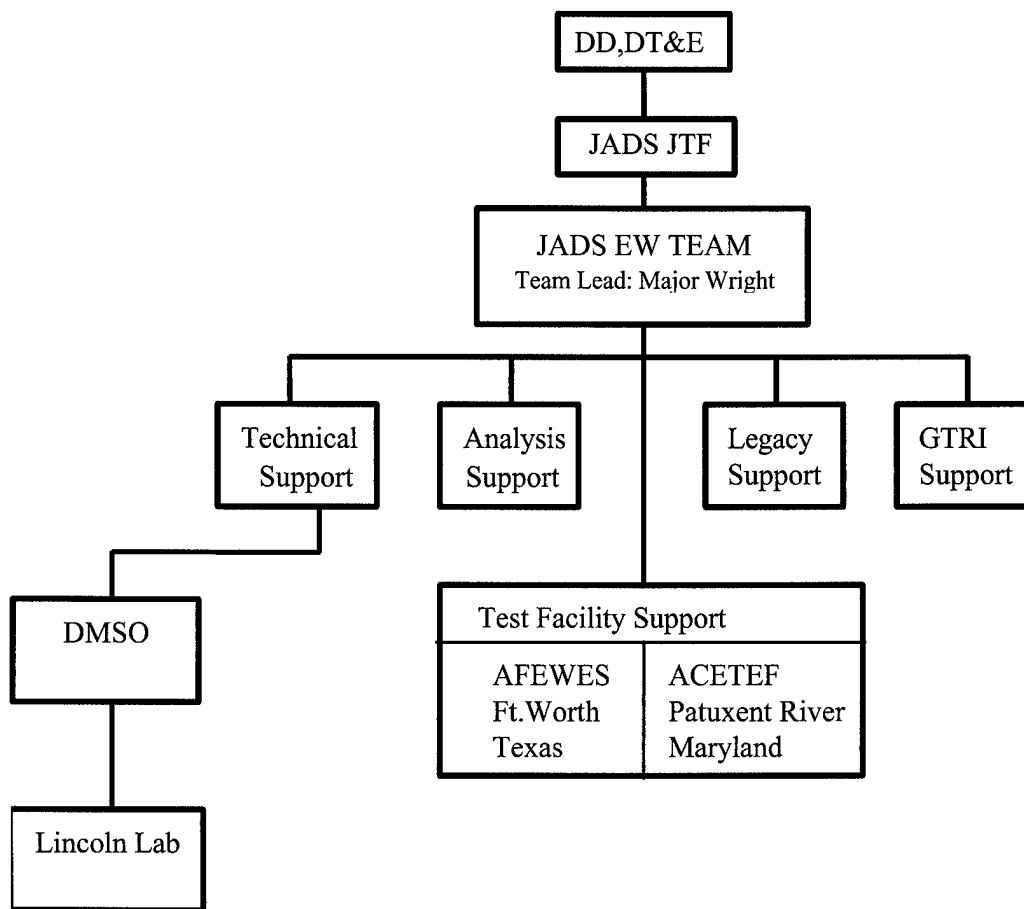 DD,DT&E
JADS JTF
JADS EW TEAM
Team Lead: Major Wright
Technical
Support
Analysis
Support
Legacy
Support
GTRI
Support
DMSO
Test Facility Support
AFEWES
Ft.Worth
Texas
ACETEF
Patuxent River
Maryland
Lincoln Lab